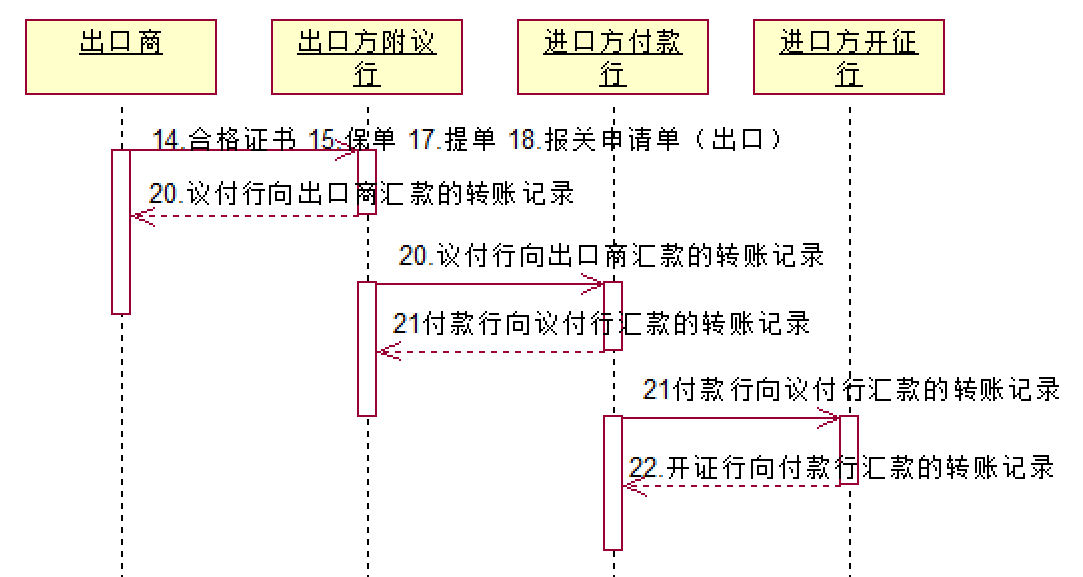 出口商
出口方附议
行
进口方付款
行
进口方开征
行
14.合格证书 15.保单 17.提单 18.报关申请单（出口）
20.议付行向出口商汇款的转账记录
20.议付行向出口商汇款的转账记录
21付款行向议付行汇款的转账记录
21付款行向议付行汇款的转账记录
22.开证行向付款行汇款的转账记录